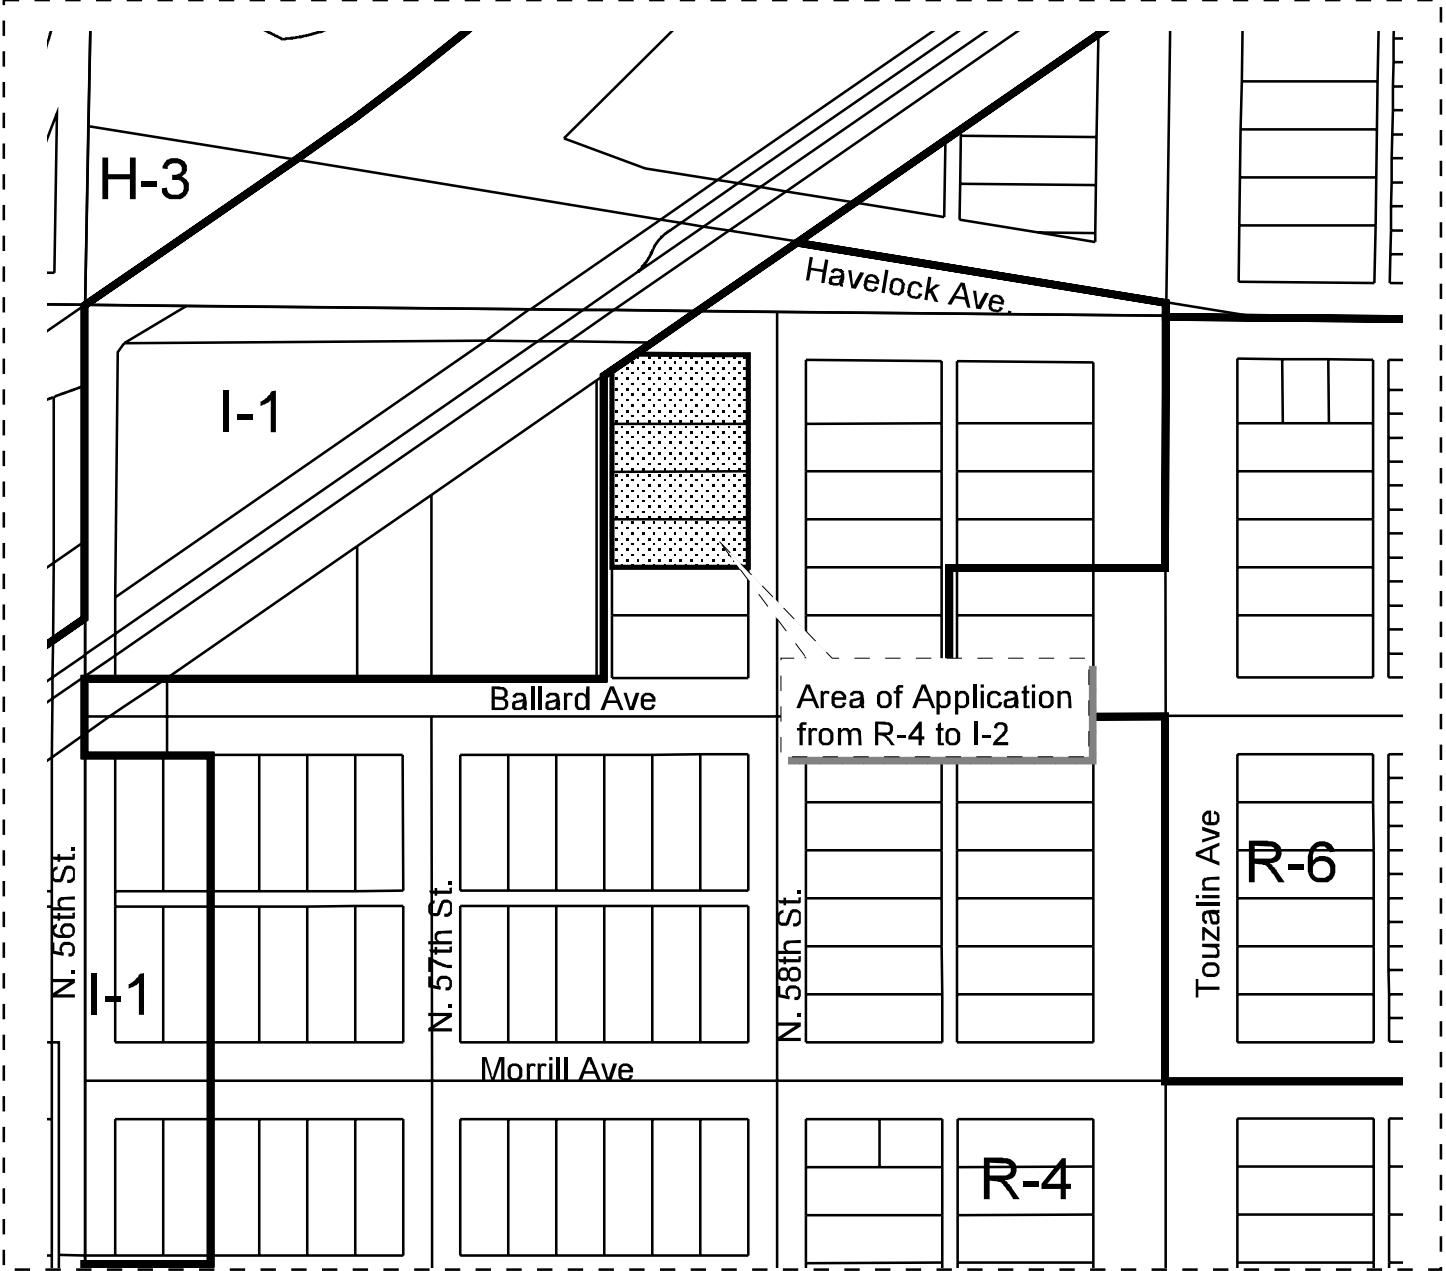 H-3
Havelock Ave.
I-1
Ballard Ave
Area of Application
from R-4 to I-2
N. 56th St.
N. 57th St.
N. 58th St.
Touzalin Ave
R-6
I-1
Morrill Ave
R-4